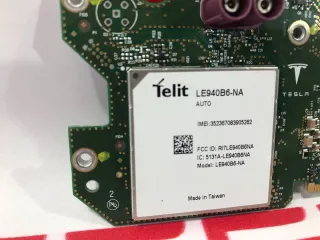 Telit
LE940B6-NA
AUTO
TESLA
IMEI:352367083905262
FCC ID: RI7LE940B6NA
IC: 5131A-LE940B6NA
Model: LE940B6-NA
Made in Taiwan
2